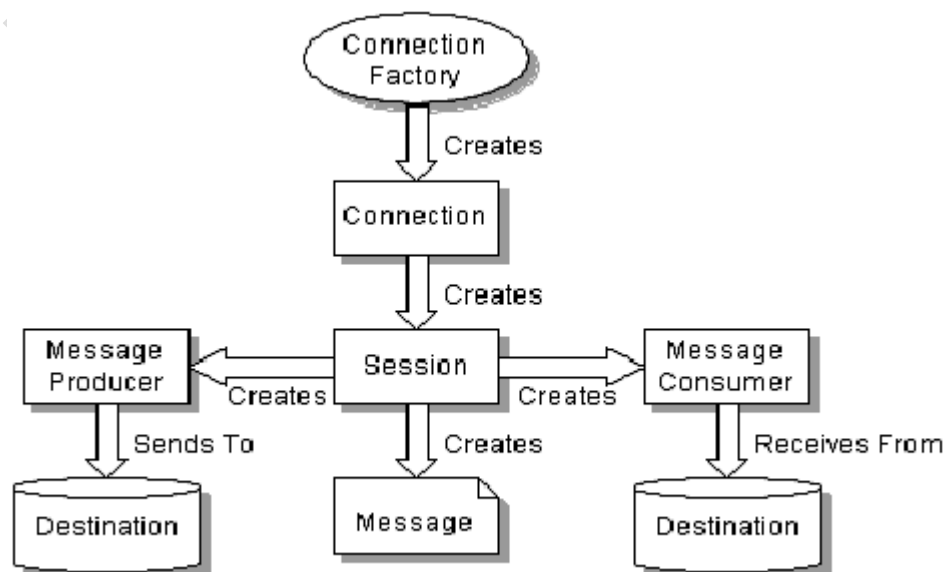 Connection
Factory
Creates
Connection
Creates
Message
Producer
Creates
Session
Creates
Message
Consumer
Sends To
Creates
Receives From
Destination
Message
Destination